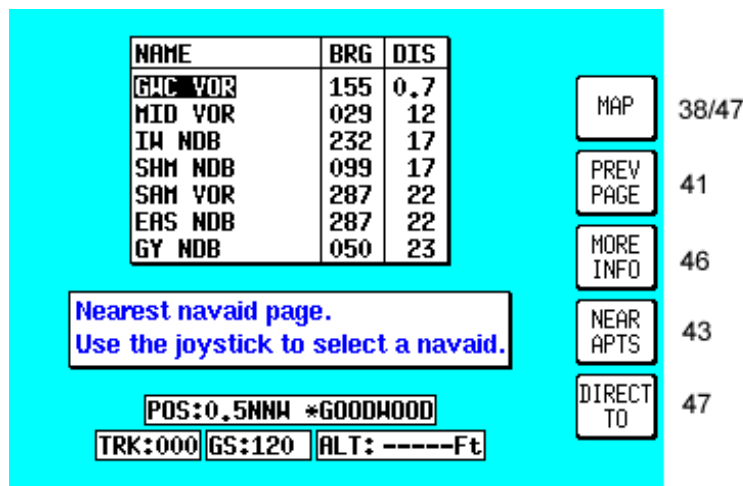 NAME BRG DIS
GWC VOR 155 0.7
MID VOR 029 12
IW NDB 232 17
SHM NDB 099 17
SAM VOR 287 22
EAS NDB 287 22
GY NDB 050 23
Nearest navaid page.
Use the joystick to select a navaid.
POS:0.5NNW *GOODWOOD
TRK:000 GS:120 ALT:-----Ft
MAP 38/47
PREV
PAGE 41
MORE
INFO 46
NEAR
APTS 43
DIRECT
TO 47